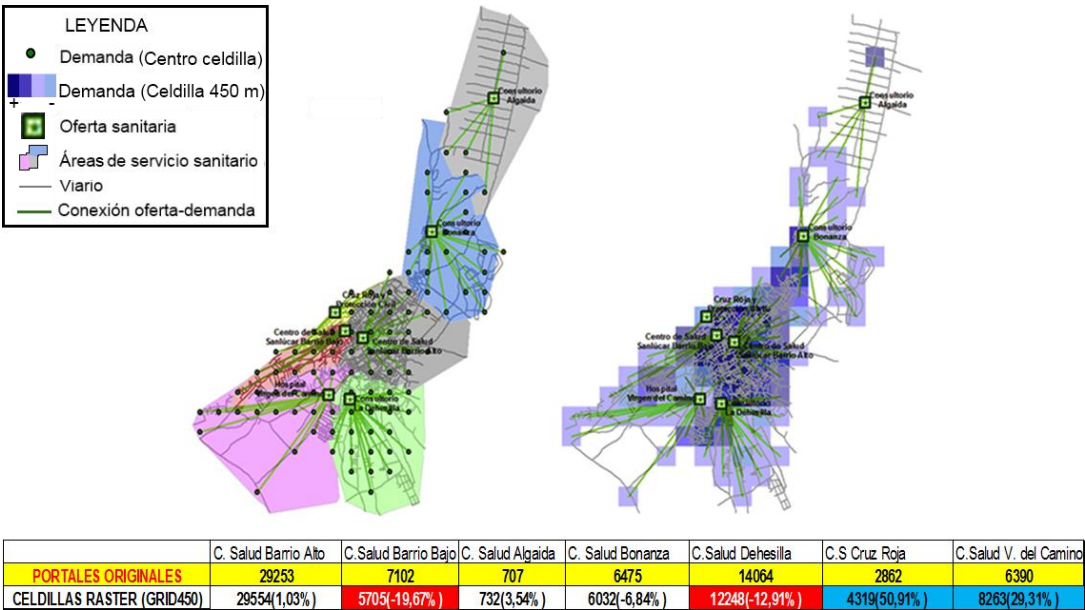 LEYENDA
Demanda (Centro celdilla)
Demanda (Celdilla 450 m)
+ -
Oferta sanitaria
Áreas de servicio sanitario
Viario
Conexión oferta-demanda
Consultorio
Algaida
Consultorio
Bonanza
Cruz Roja y
Protección Civil
Centro de Salud
Sanlúcar Barrio Bajo
Centro de Salud
Sanlúcar Barrio Alto
Hospital
Virgen del Camino
Consultorio
La Dehesilla
Consultorio
Algaida
Consultorio
Bonanza
Cruz Roja y
Protección Civil
Centro de Salud
Sanlúcar Barrio Bajo
Centro de Salud
Sanlúcar Barrio Alto
Hospital
Virgen del Camino
Consultorio
La Dehesilla
C. Salud Barrio Alto C.Salud Barrio Bajo C. Salud Algaida C. Salud Bonanza C.Salud Dehesilla C.S Cruz Roja C.Salud V. del Camino
PORTALES ORIGINALES 29253 7102 707 6475 14064 2862 6390
CELDILLAS RASTER (GRID450) 29554(1,03%) 5705(-19,67%) 732(3,54%) 6032(-6,84%) 12248(-12,91%) 4319(50,91%) 8263(29,31%)